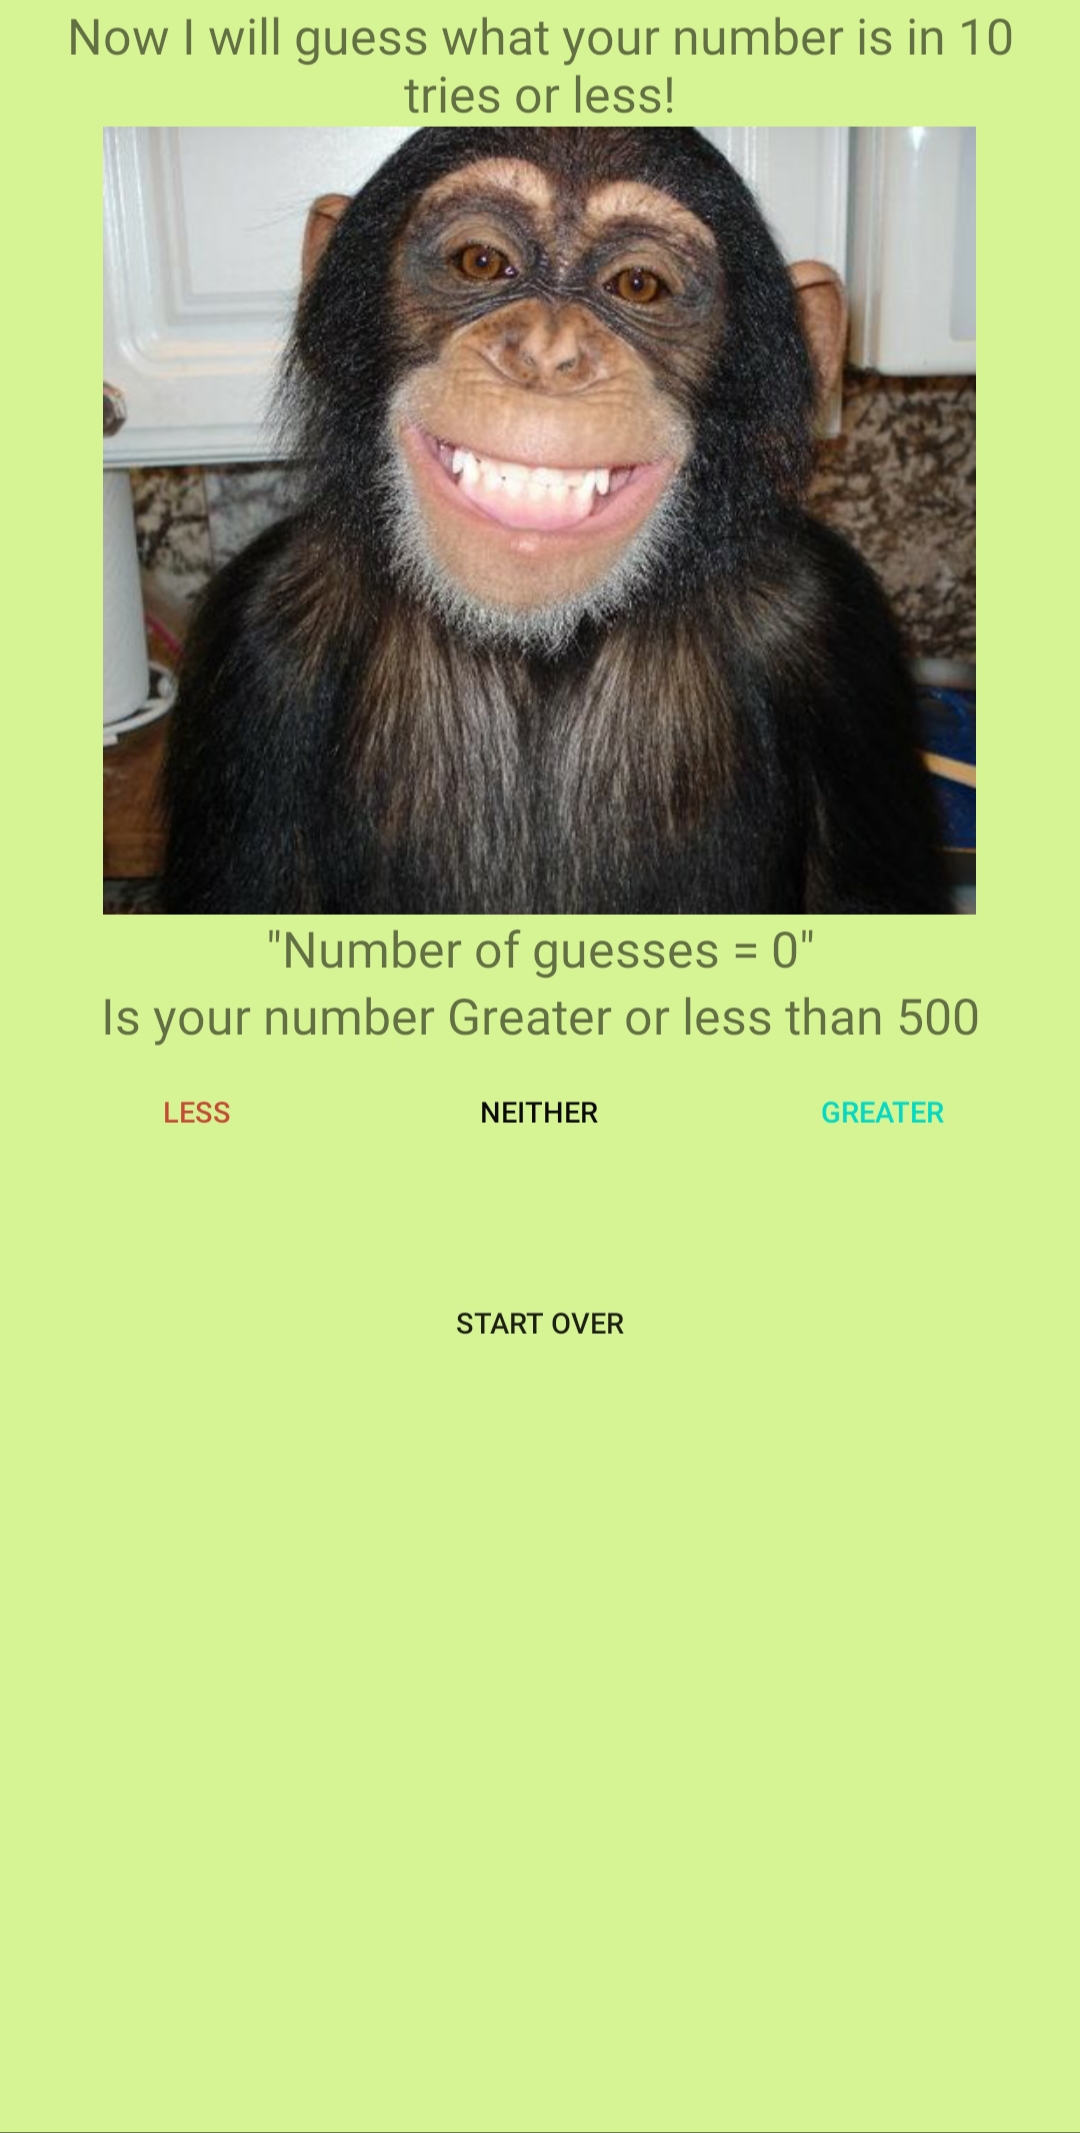 Now I will guess what your number is in 10
tries or less!
"Number of guesses = 0"
Is your number Greater or less than 500
LESS NEITHER GREATER
START OVER